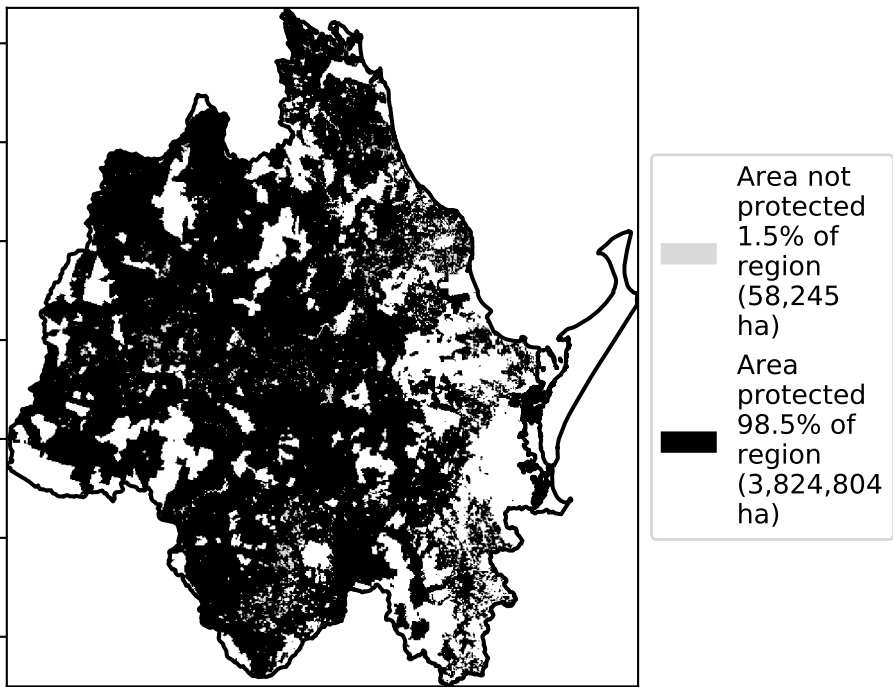 Area not
protected
1.5% of
region
(58,245
ha)
Area
protected
98.5% of
region
(3,824,804
ha)